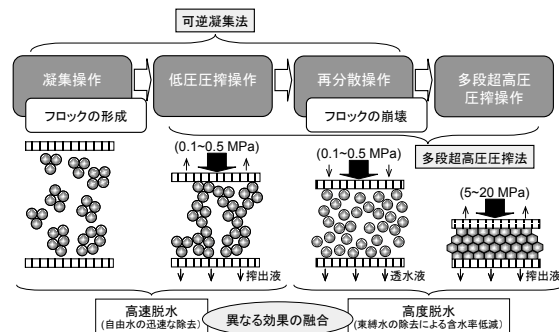 可逆凝集法
凝集操作
低圧圧搾操作
再分散操作
多段超高圧
圧搾操作
フロックの形成
フロックの崩壊
多段超高圧圧搾法
(0.1~0.5 MPa)
(0.1~0.5 MPa)
(5~20 MPa)
搾出液
透水液
搾出液
高速脱水
(自由水の迅速な除去)
異なる効果の融合
高度脱水
(束縛水の除去による含水率低減)